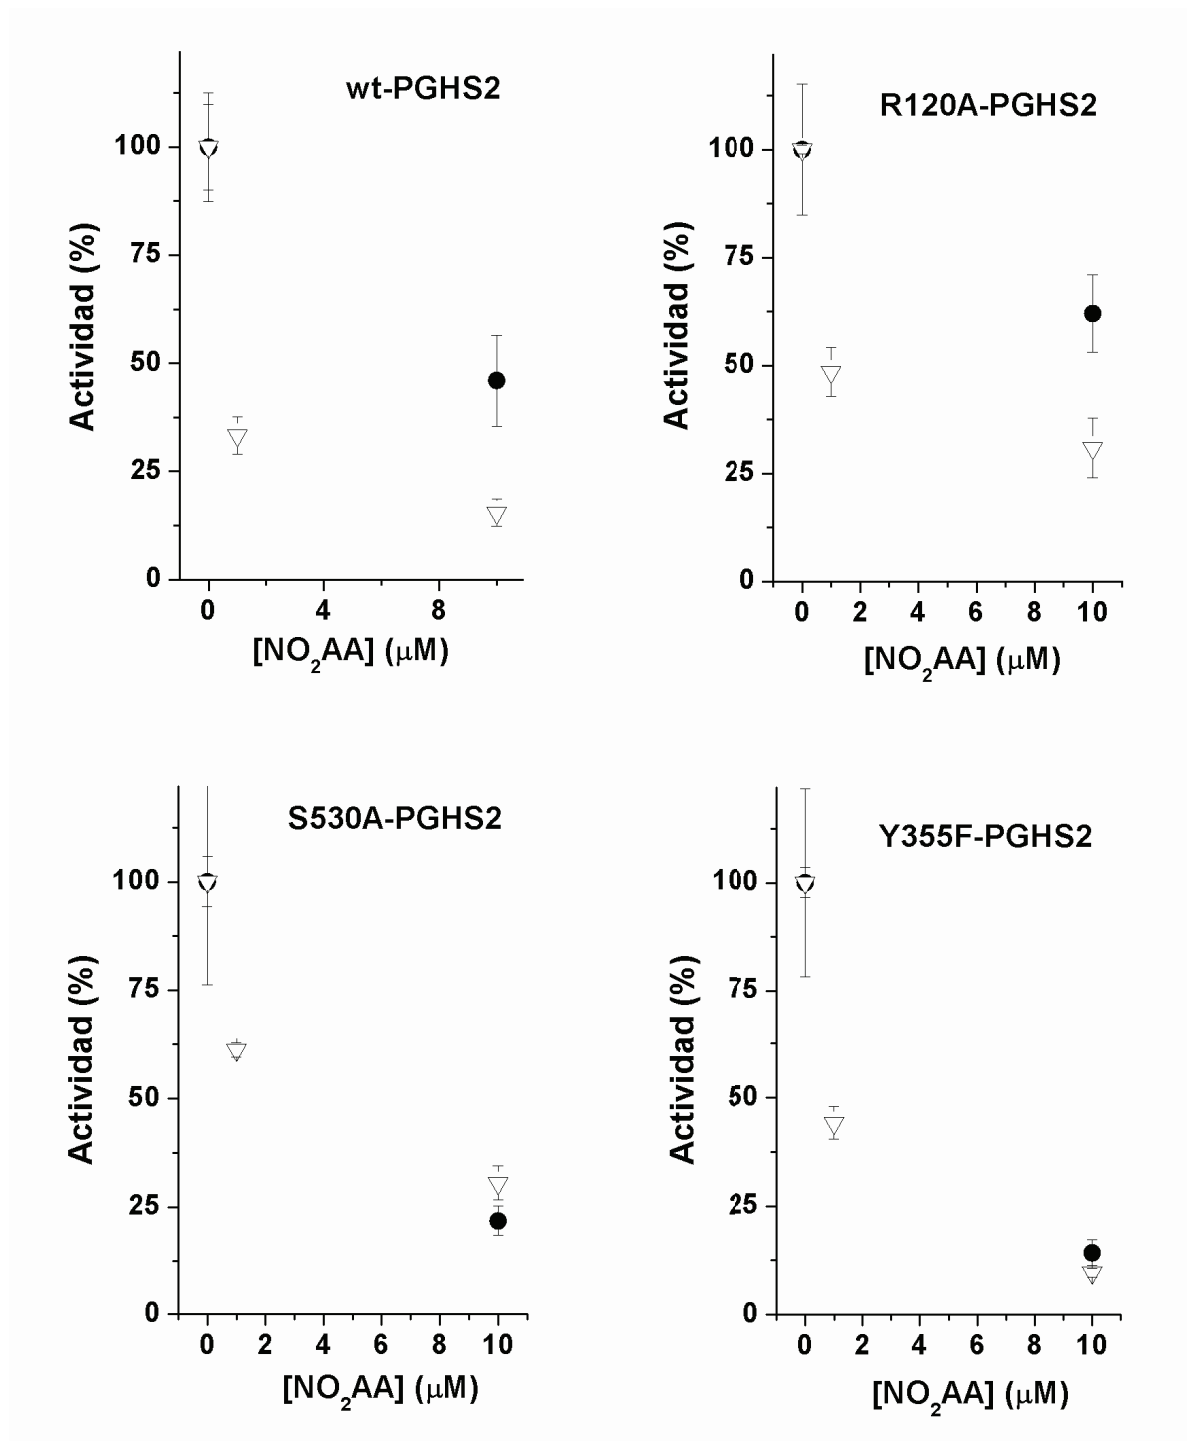 wt-PGHS2
100
75
50
25
0
Actividad (%)
0 4 8
[NO₂AA] (μM)
R120A-PGHS2
100
75
50
25
0
Actividad (%)
0 2 4 6 8 10
[NO₂AA] (μM)
S530A-PGHS2
100
75
50
25
0
Actividad (%)
0 2 4 6 8 10
[NO₂AA] (μM)
Y355F-PGHS2
100
75
50
25
0
Actividad (%)
0 2 4 6 8 10
[NO₂AA] (μM)